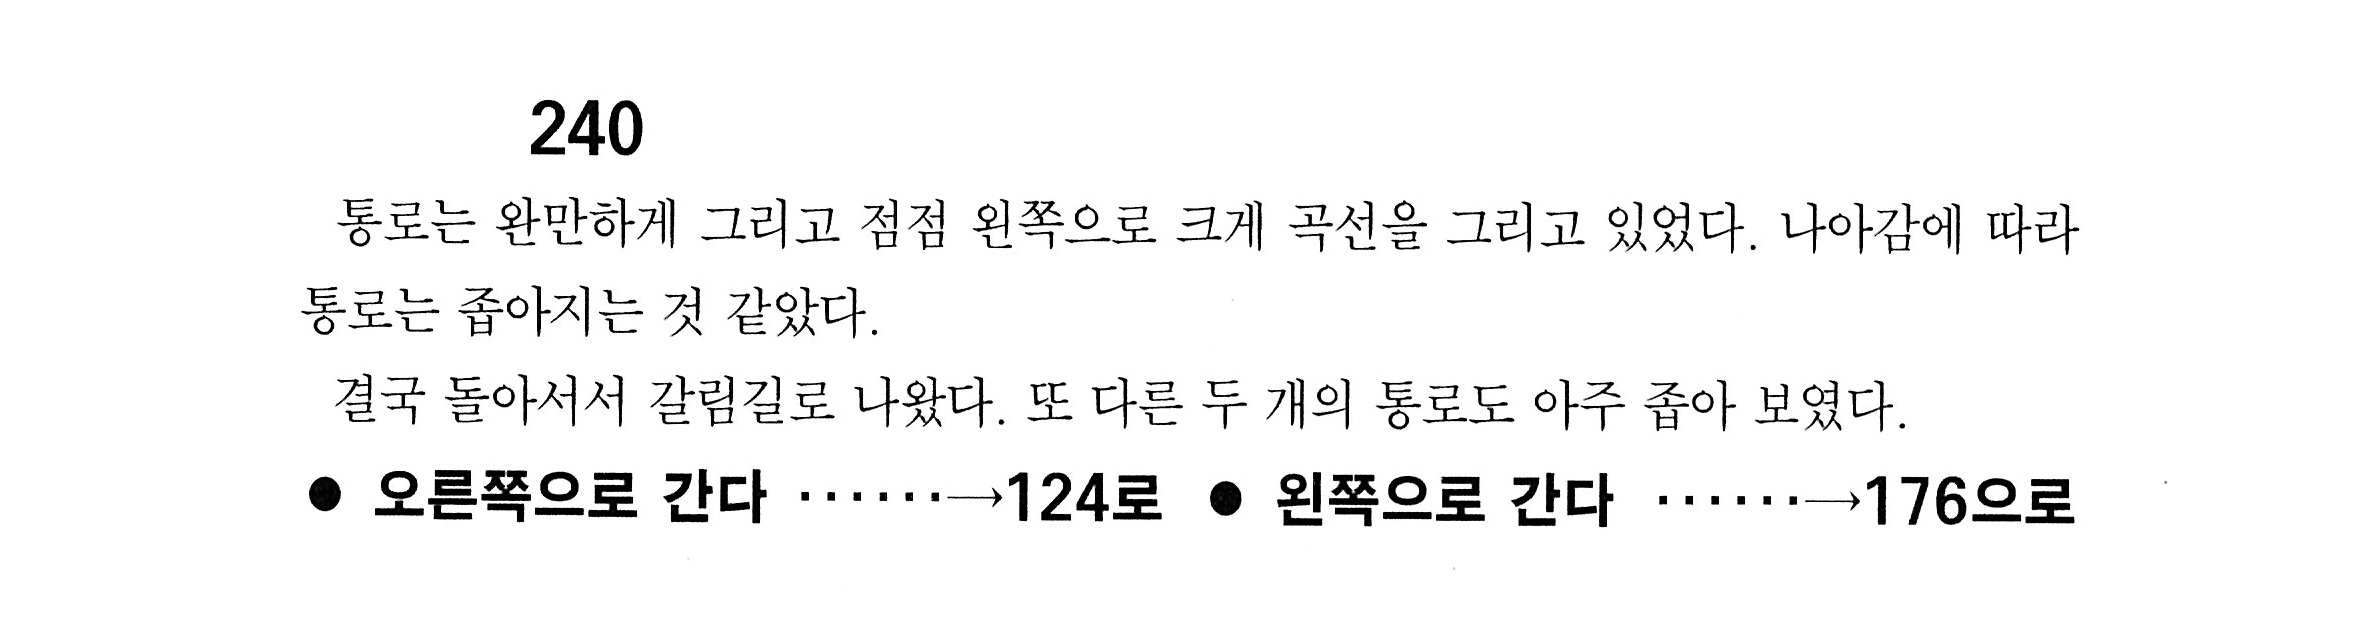 240
통로는 완만하게 그리고 점점 왼쪽으로 크게 곡선을 그리고 있었다. 나아감에 따라
통로는 좁아지는 것 같았다.
결국 돌아서서 갈림길로 나왔다. 또 다른 두 개의 통로도 아주 좁아 보였다.
● 오른쪽으로 간다 ······→124로 ● 왼쪽으로 간다 ······→176으로